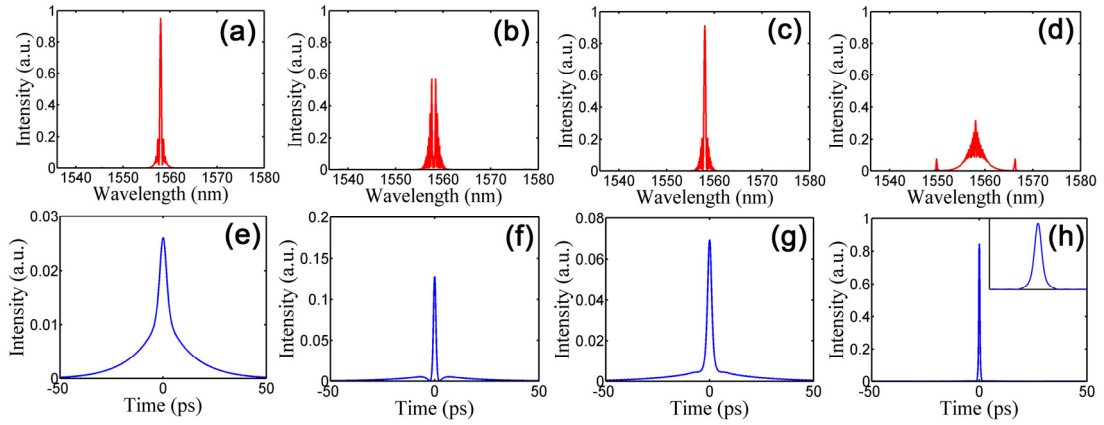 (a)
Intensity (a.u.)
1
0.8
0.6
0.4
0.2
0
1540 1550 1560 1570 1580
Wavelength (nm)
(b)
Intensity (a.u.)
1
0.8
0.6
0.4
0.2
0
1540 1550 1560 1570 1580
Wavelength (nm)
(c)
Intensity (a.u.)
1
0.8
0.6
0.4
0.2
0
1540 1550 1560 1570 1580
Wavelength (nm)
(d)
Intensity (a.u.)
1
0.8
0.6
0.4
0.2
0
1540 1550 1560 1570 1580
Wavelength (nm)
(e)
Intensity (a.u.)
0.03
0.02
0.01
0
-50 0 50
Time (ps)
(f)
Intensity (a.u.)
0.2
0.15
0.1
0.05
0
-50 0 50
Time (ps)
(g)
Intensity (a.u.)
0.08
0.06
0.04
0.02
0
-50 0 50
Time (ps)
(h)
Intensity (a.u.)
1
0.8
0.6
0.4
0.2
0
-50 0 50
Time (ps)